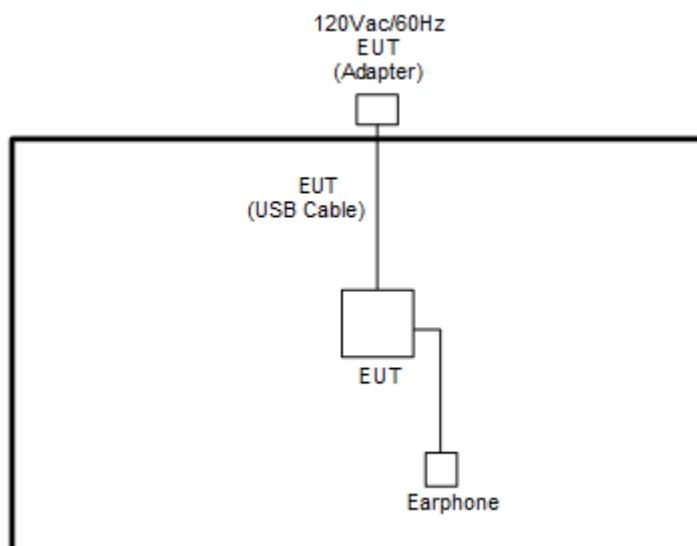 120Vac/60Hz
EUT
(Adapter)
EUT
(USB Cable)
EUT
Earphone